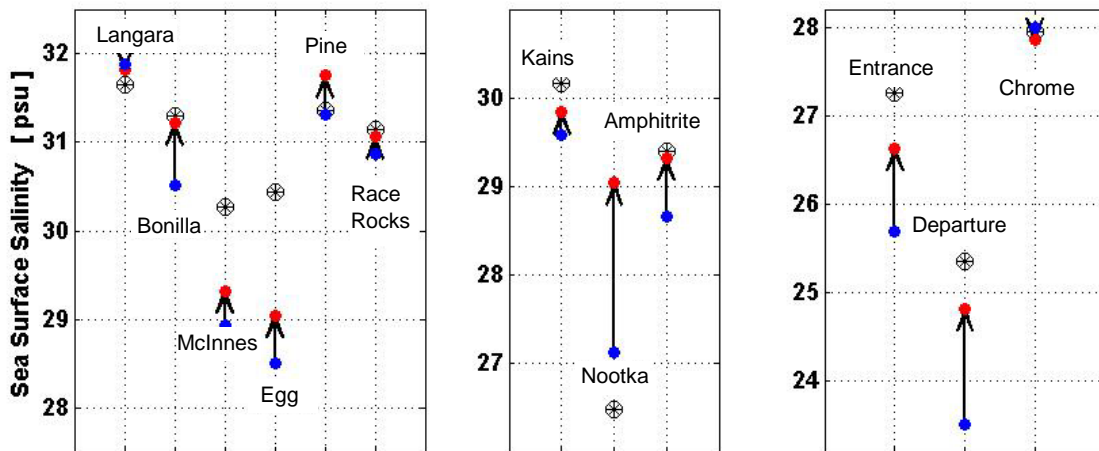 Sea Surface Salinity [psu]
32
31
30
29
28
Langara
Pine
Bonilla
Race
Rocks
McInnes
Egg
30
29
28
27
Kains
Amphitrite
Nootka
28
27
26
25
24
Entrance
Chrome
Departure